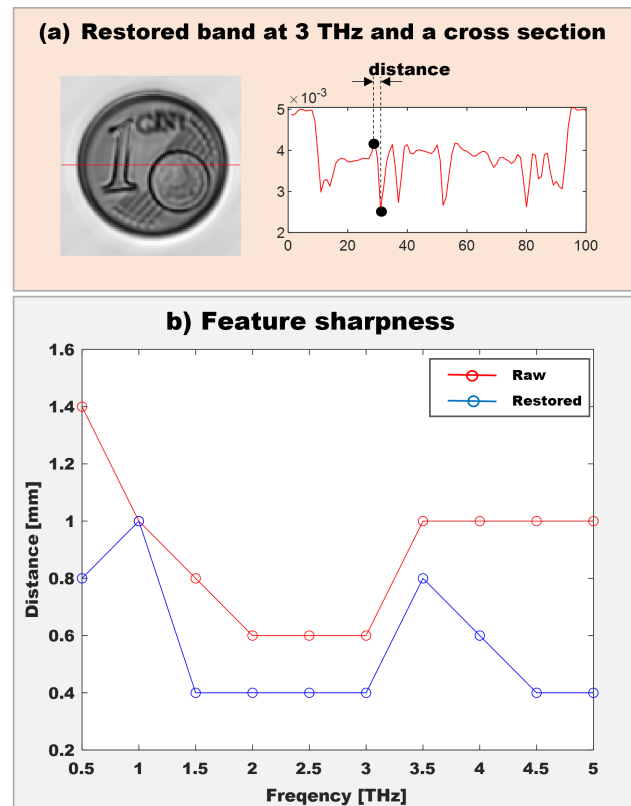 (a) Restored band at 3 THz and a cross section
distance
× 10⁻³
5
4
3
2
0 20 40 60 80 100
1 CENT
b) Feature sharpness
1.6
1.4
1.2
1
0.8
0.6
0.4
0.2
Raw
Restored
Distance [mm]
0.5 1 1.5 2 2.5 3 3.5 4 4.5 5
Freqency [THz]